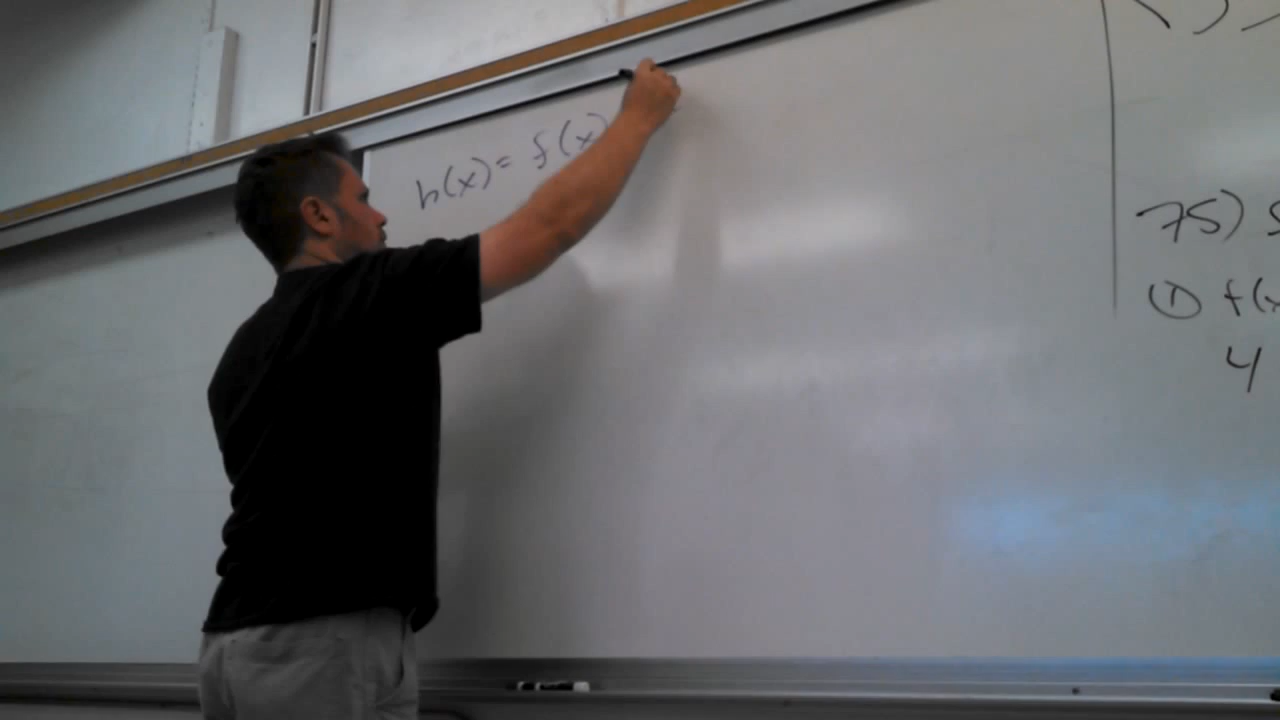 h(x) = f(x)
75)
① f(x
4